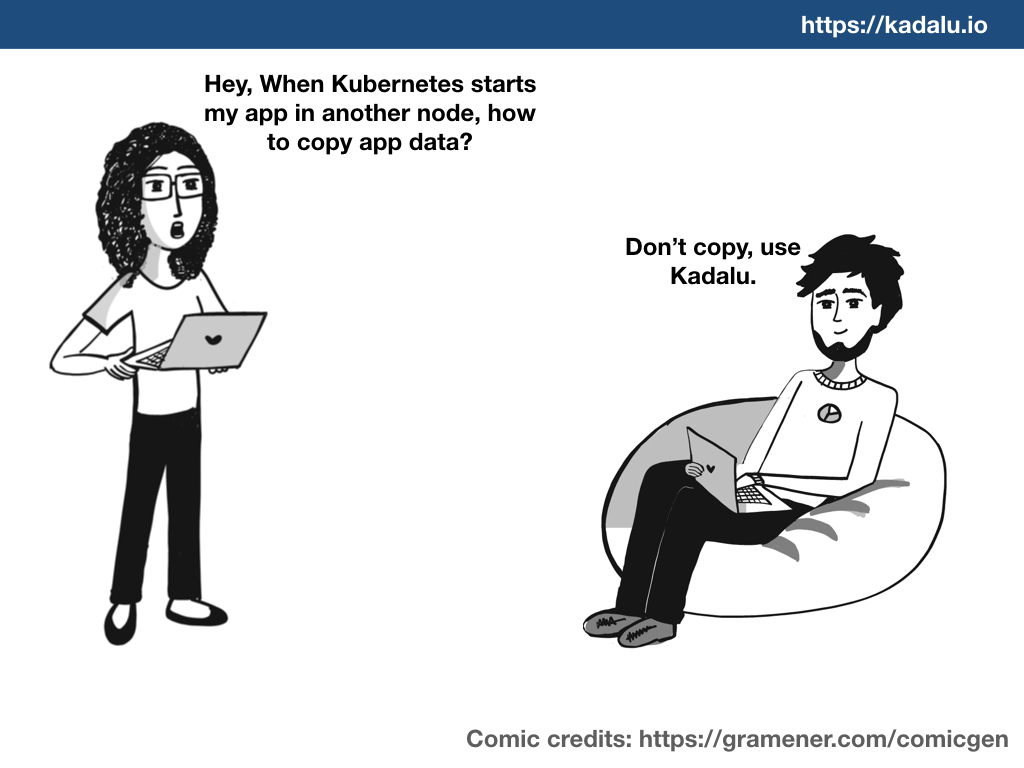 https://kadalu.io
Hey, When Kubernetes starts
my app in another node, how
to copy app data?
Don’t copy, use
Kadalu.
Comic credits: https://gramener.com/comicgen